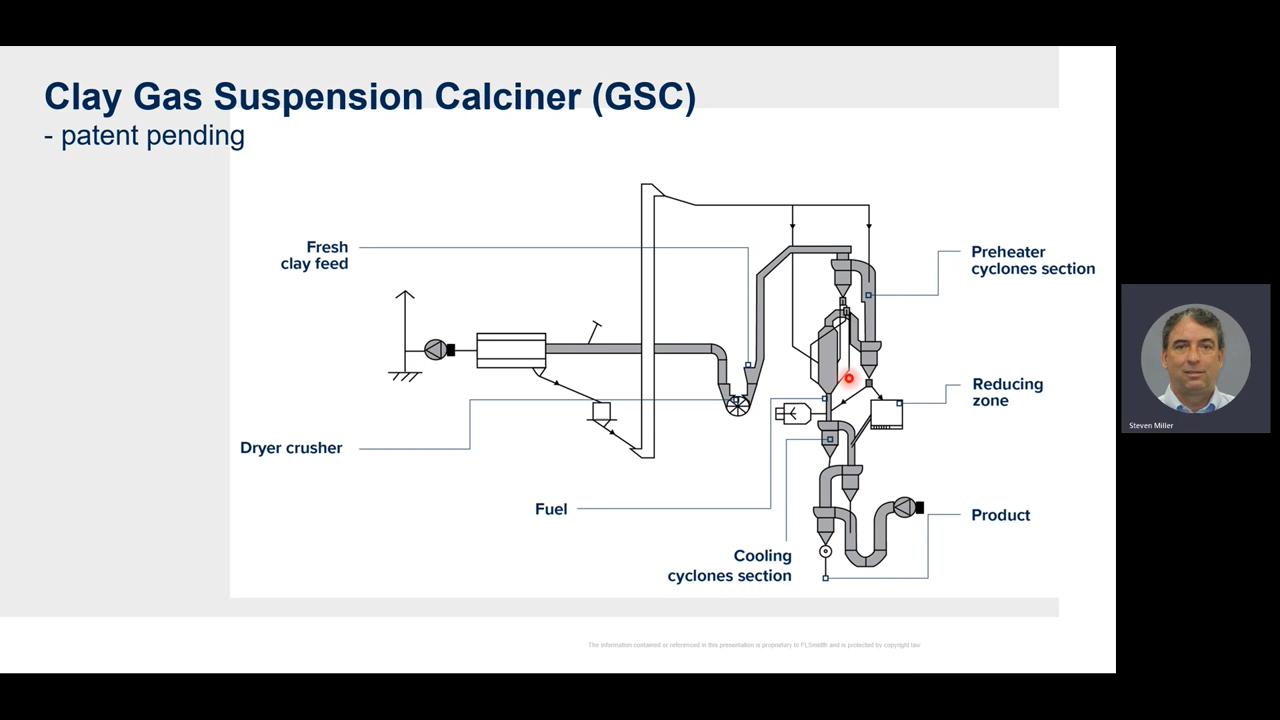 Clay Gas Suspension Calciner (GSC)
- patent pending
Fresh
clay feed
Preheater
cyclones section
Reducing
zone
Dryer crusher
Steven Miller
Fuel
Product
Cooling
cyclones section
The information contained or referenced in this presentation is proprietary to FLSmidth and is protected by copyright law